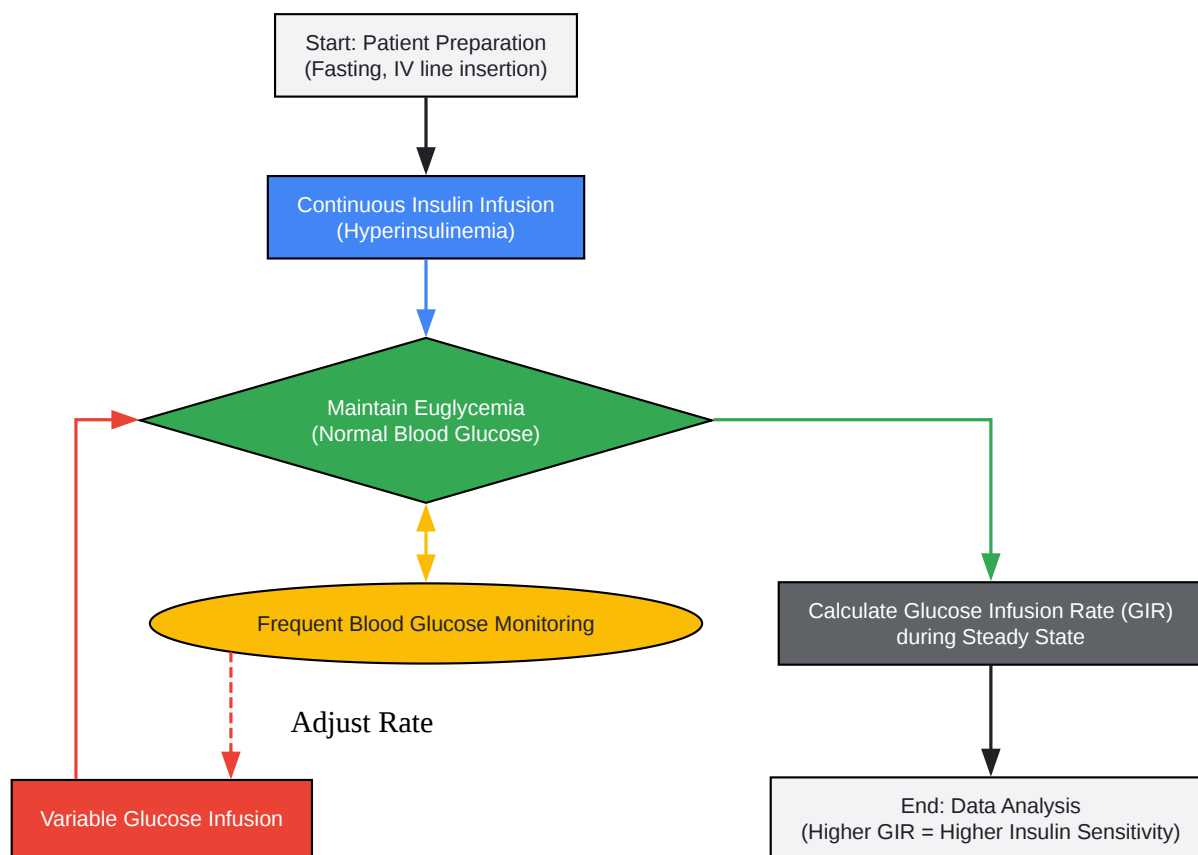 Start: Patient Preparation
(Fasting, IV line insertion)
Continuous Insulin Infusion
(Hyperinsulinemia)
Maintain Euglycemia
(Normal Blood Glucose)
Frequent Blood Glucose Monitoring
Calculate Glucose Infusion Rate (GIR)
during Steady State
Adjust Rate
Variable Glucose Infusion
End: Data Analysis
(Higher GIR = Higher Insulin Sensitivity)